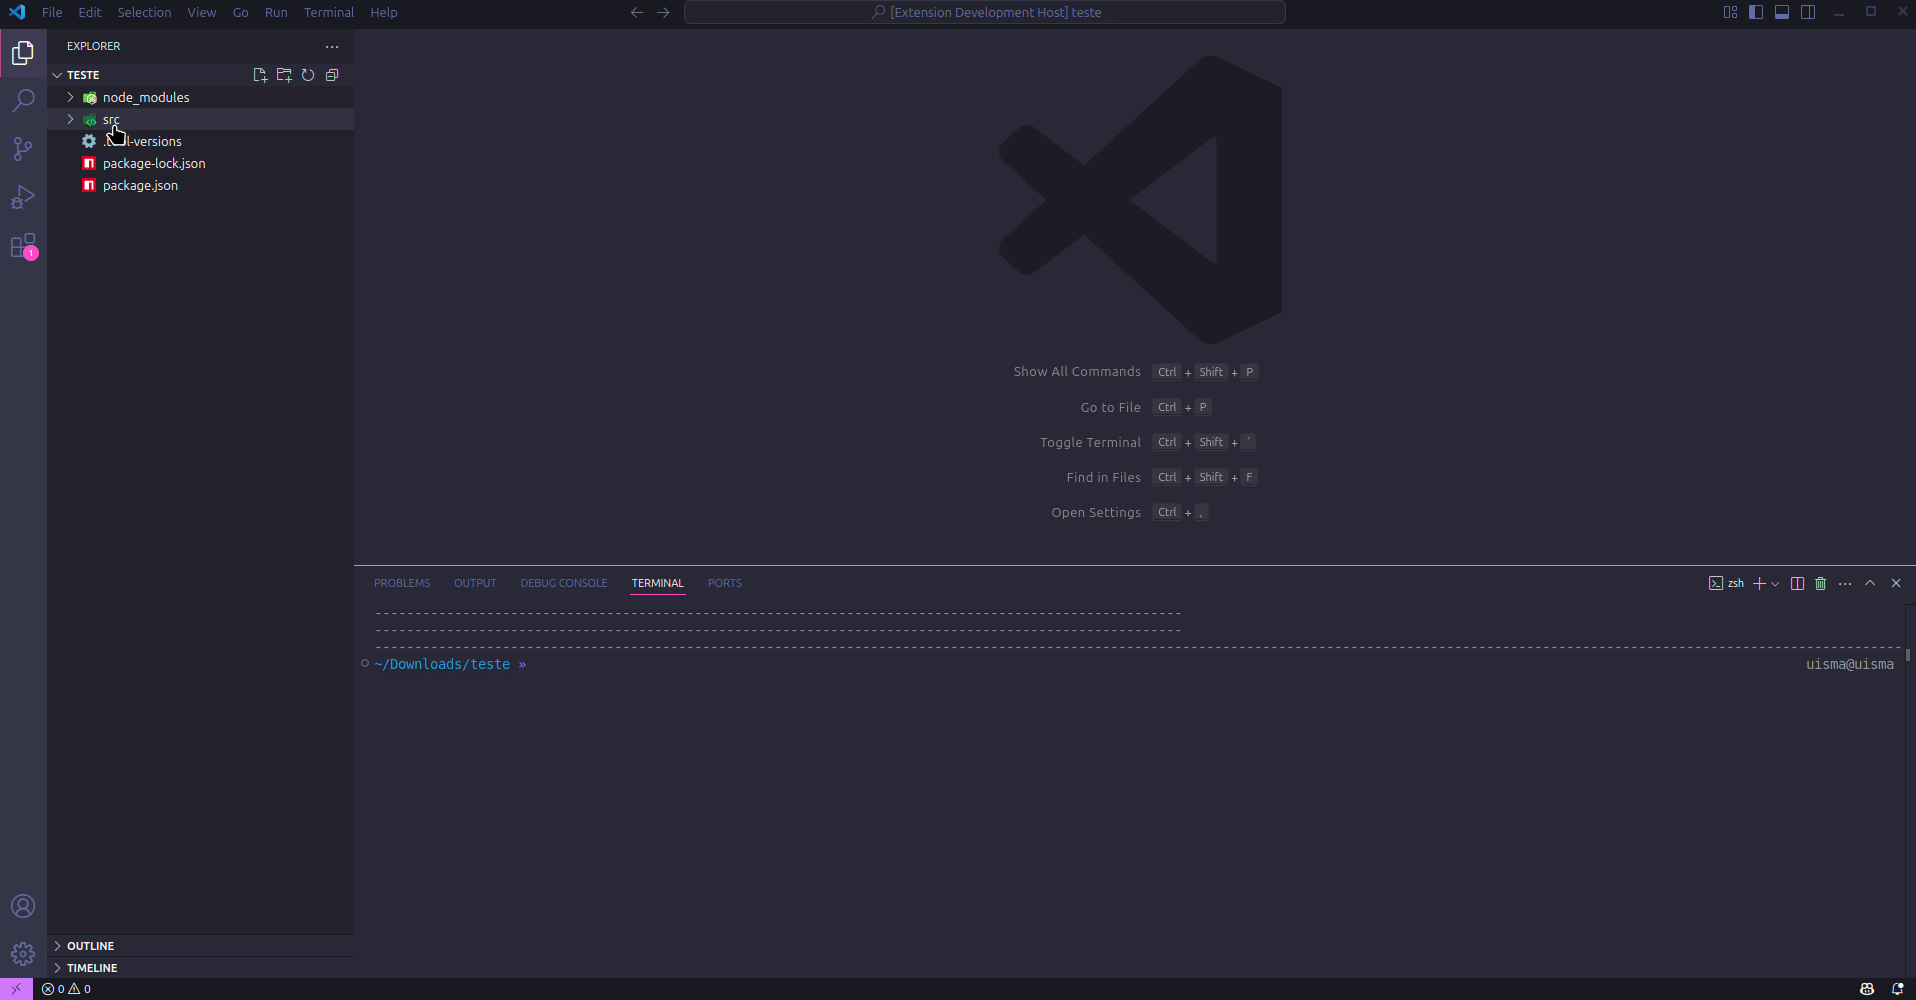 File Edit Selection View Go Run Terminal Help
[Extension Development Host] teste
EXPLORER
TESTE
node_modules
src
package-lock.json
package.json
1
OUTLINE
TIMELINE
Show All Commands Ctrl + Shift + P
Go to File Ctrl + P
Toggle Terminal Ctrl + Shift + ´
Find in Files Ctrl + Shift + F
Open Settings Ctrl + ,
PROBLEMS OUTPUT DEBUG CONSOLE TERMINAL PORTS
zsh
~/Downloads/teste » uisma@uisma
0 0